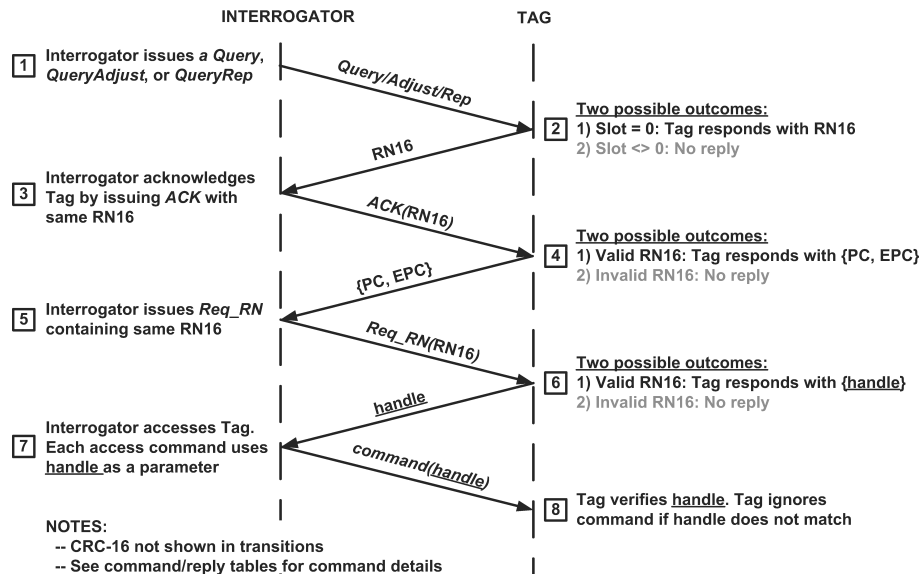 INTERROGATOR
TAG
1
Interrogator issues a Query,
QueryAdjust, or QueryRep
Query/Adjust/Rep
2
Two possible outcomes:
1) Slot = 0: Tag responds with RN16
2) Slot <> 0: No reply
RN16
3
Interrogator acknowledges
Tag by issuing ACK with
same RN16
ACK(RN16)
4
Two possible outcomes:
1) Valid RN16: Tag responds with {PC, EPC}
2) Invalid RN16: No reply
{PC, EPC}
5
Interrogator issues Req_RN
containing same RN16
Req_RN(RN16)
6
Two possible outcomes:
1) Valid RN16: Tag responds with {handle}
2) Invalid RN16: No reply
handle
7
Interrogator accesses Tag.
Each access command uses
handle as a parameter
command(handle)
8
Tag verifies handle. Tag ignores
command if handle does not match
NOTES:
-- CRC-16 not shown in transitions
-- See command/reply tables for command details